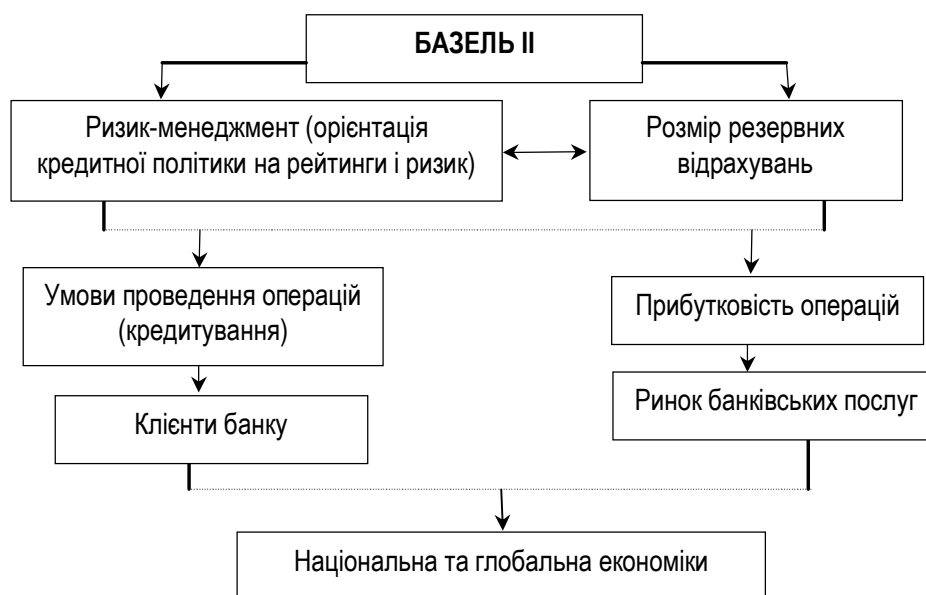 БАЗЕЛЬ ІІ
Ризик-менеджмент (орієнтація
кредитної політики на рейтинги і ризик)
Розмір резервних
відрахувань
Умови проведення операцій
(кредитування)
Прибутковість операцій
Клієнти банку
Ринок банківських послуг
Національна та глобальна економіки